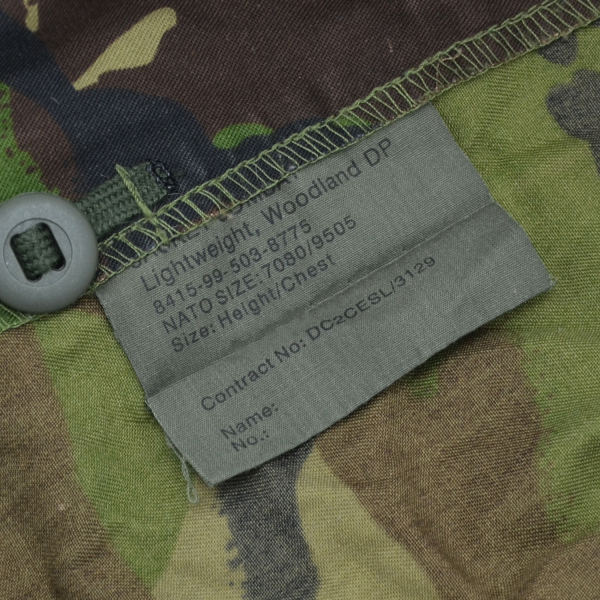 Lightweight, Woodland DP
8415-99-503-8775
NATO SIZE:7080/9505
Size: Height/Chest
Contract No: DC2CESL/3129
Name:
No.: